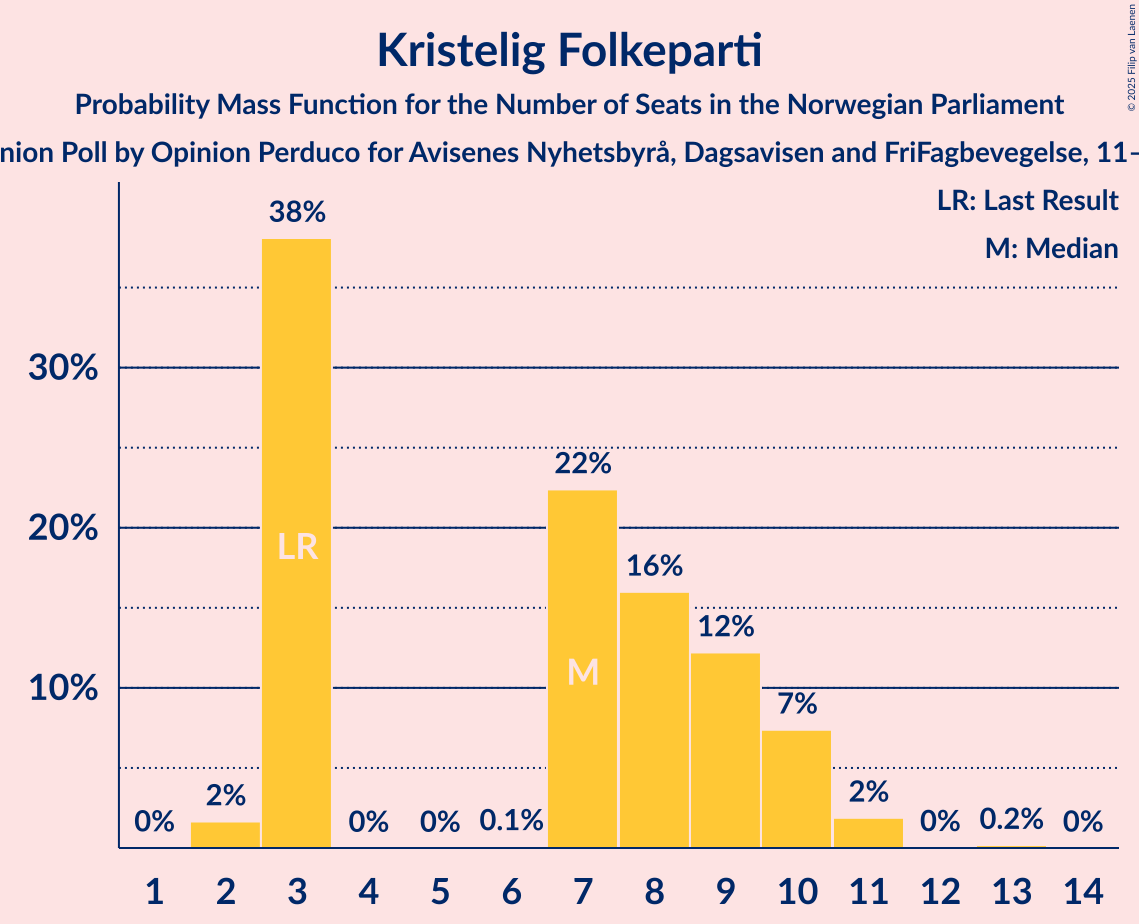 Kristelig Folkeparti
Probability Mass Function for the Number of Seats in the Norwegian Parliament
nion Poll by Opinion Perduco for Avisenes Nyhetsbyrå, Dagsavisen and FriFagbevegelse, 11–
© 2025 Filip van Laenen
LR: Last Result
M: Median
38%
30%
22%
20%
LR
16%
12%
M
10%
7%
0% 2% 0% 0% 0.1% 2% 0% 0.2% 0%
1 2 3 4 5 6 7 8 9 10 11 12 13 14